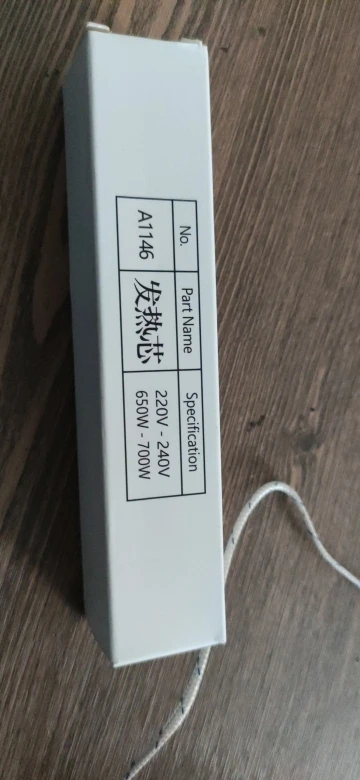 No. Part Name Specification
A1146 发热芯 220V - 240V
650W - 700W